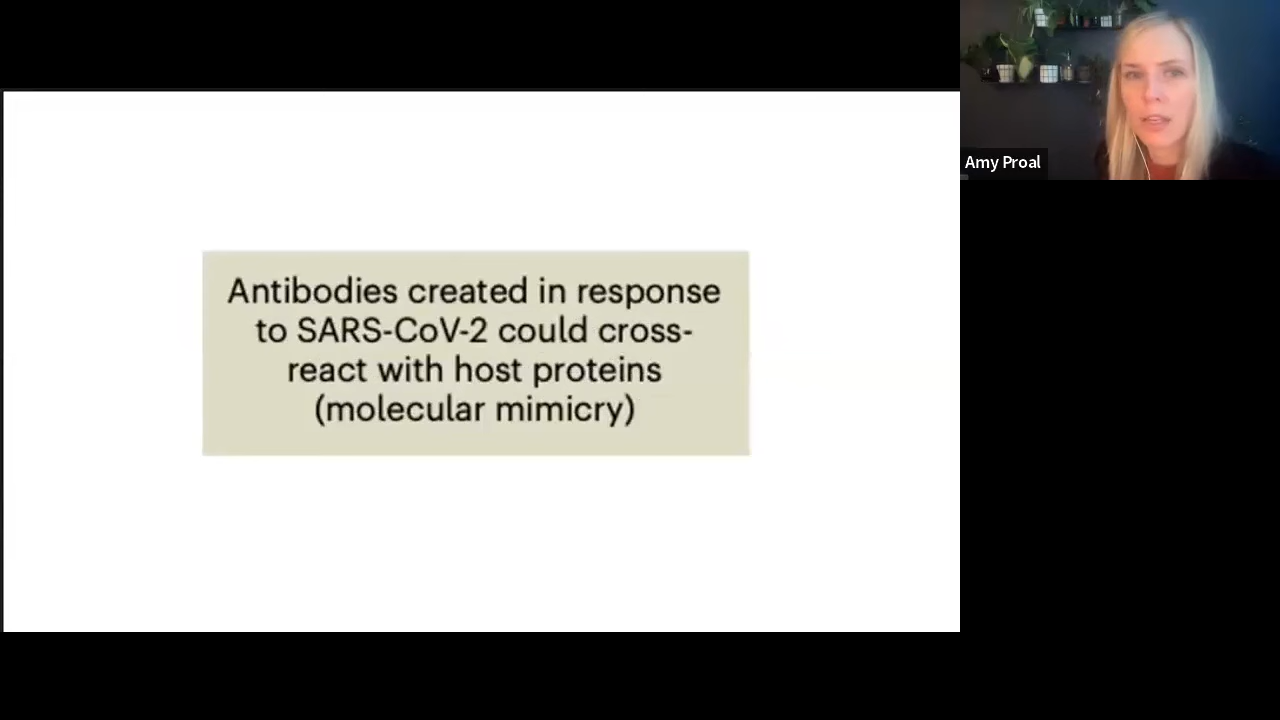 Antibodies created in response
to SARS-CoV-2 could cross-
react with host proteins
(molecular mimicry)
Amy Proal